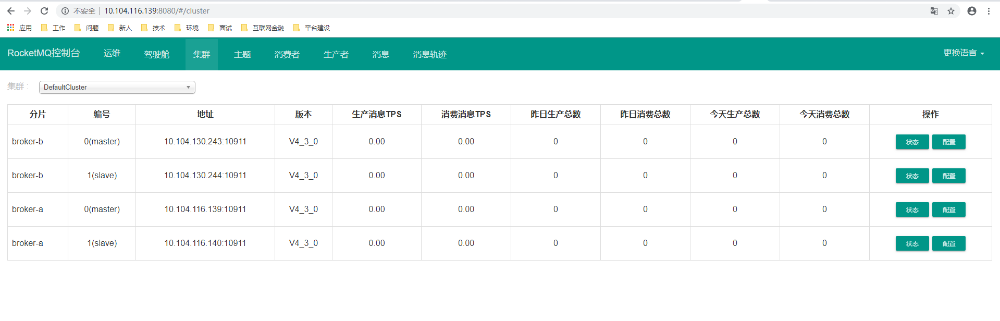 不安全 | 10.104.116.139:8080/#/cluster
应用 工作 问题 新人 技术 环境 面试 互联网金融 平台建设
RocketMQ控制台 运维 驾驶舱 集群 主题 消费者 生产者 消息 消息轨迹 更换语言
集群 : DefaultCluster
分片 编号 地址 版本 生产消息TPS 消费消息TPS 昨日生产总数 昨日消费总数 今天生产总数 今天消费总数 操作
broker-b 0(master) 10.104.130.243:10911 V4_3_0 0.00 0.00 0 0 0 0 状态 配置
broker-b 1(slave) 10.104.130.244:10911 V4_3_0 0.00 0.00 0 0 0 0 状态 配置
broker-a 0(master) 10.104.116.139:10911 V4_3_0 0.00 0.00 0 0 0 0 状态 配置
broker-a 1(slave) 10.104.116.140:10911 V4_3_0 0.00 0.00 0 0 0 0 状态 配置